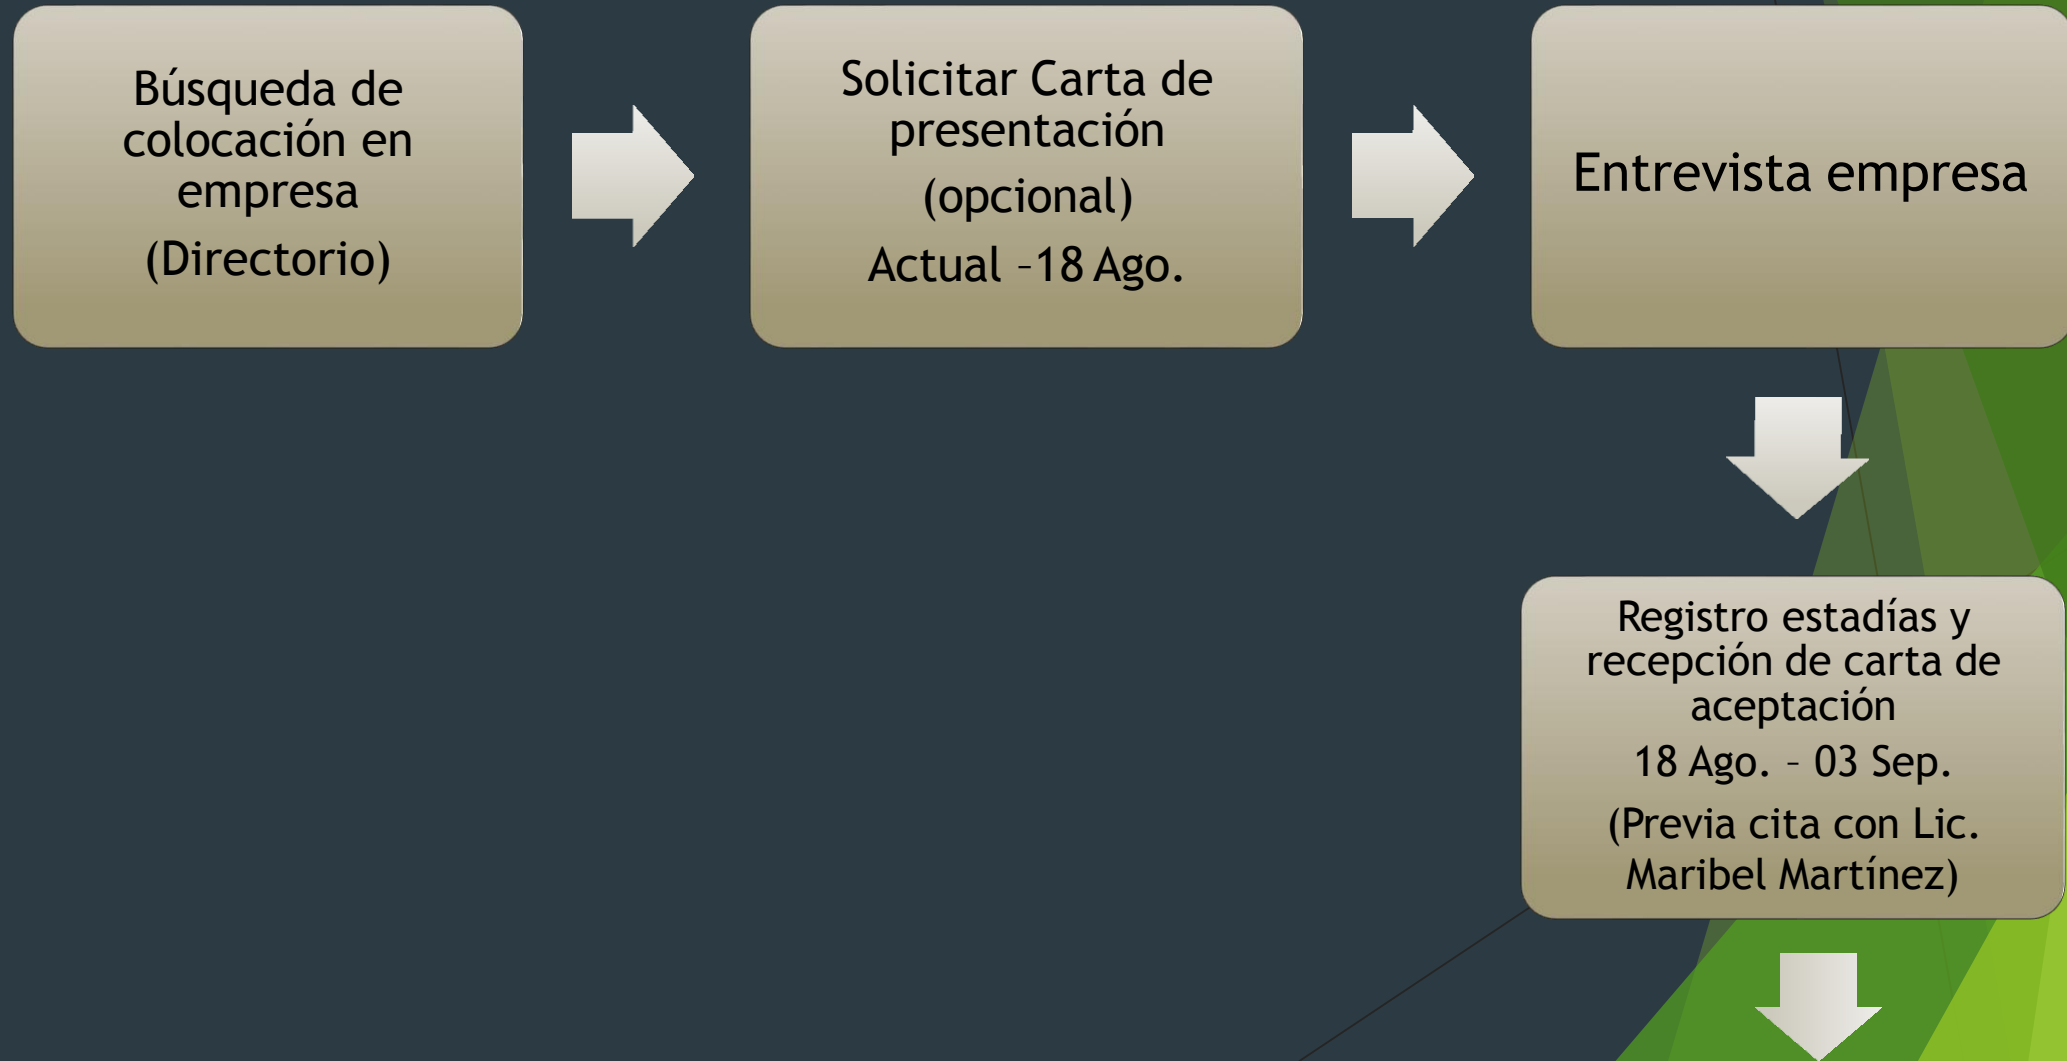 Búsqueda de
colocación en
empresa
(Directorio)
Solicitar Carta de
presentación
(opcional)
Actual –18 Ago.
Entrevista empresa
Registro estadías y
recepción de carta de
aceptación
18 Ago. – 03 Sep.
(Previa cita con Lic.
Maribel Martínez)